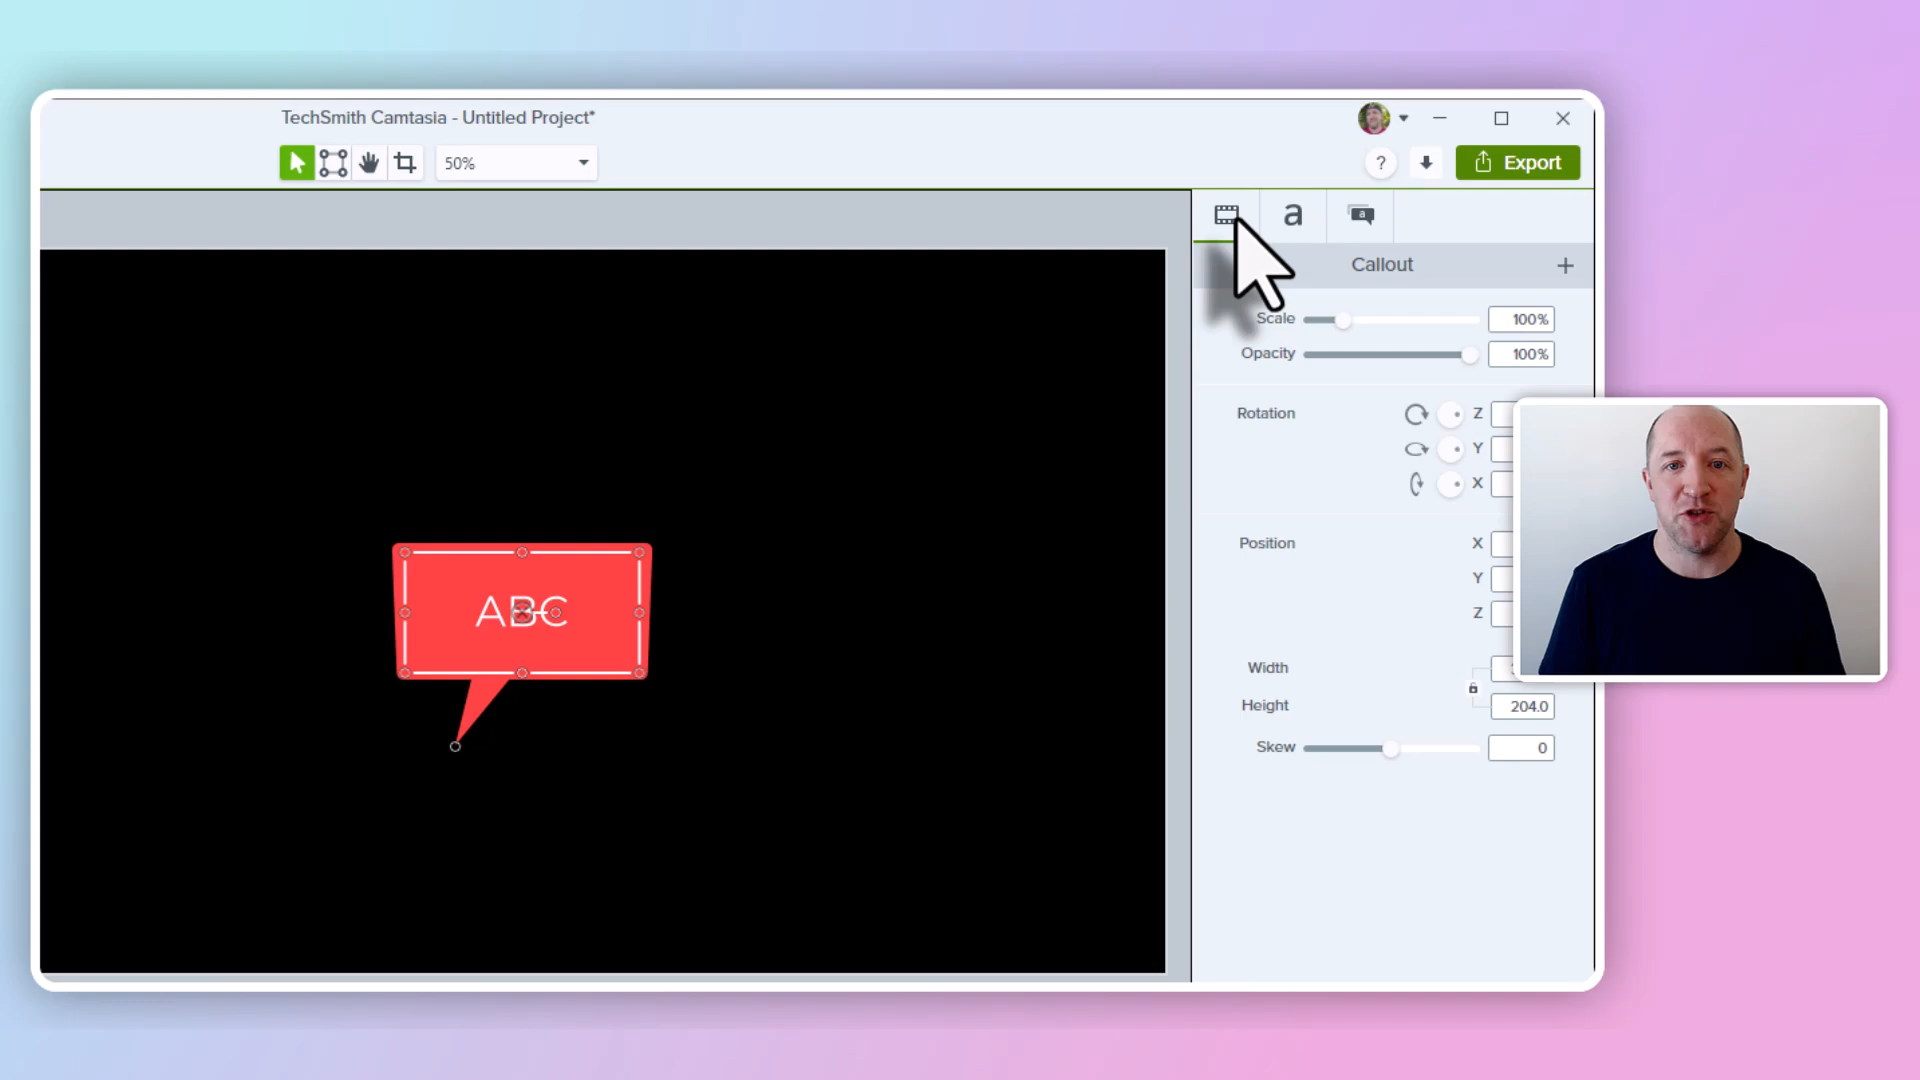 TechSmith Camtasia - Untitled Project*
50%
?
Export
a
a
Callout
Scale
100%
Opacity
100%
Rotation
Z
Y
X
Position
X
Y
Z
Width
Height
204.0
Skew
0
ABC